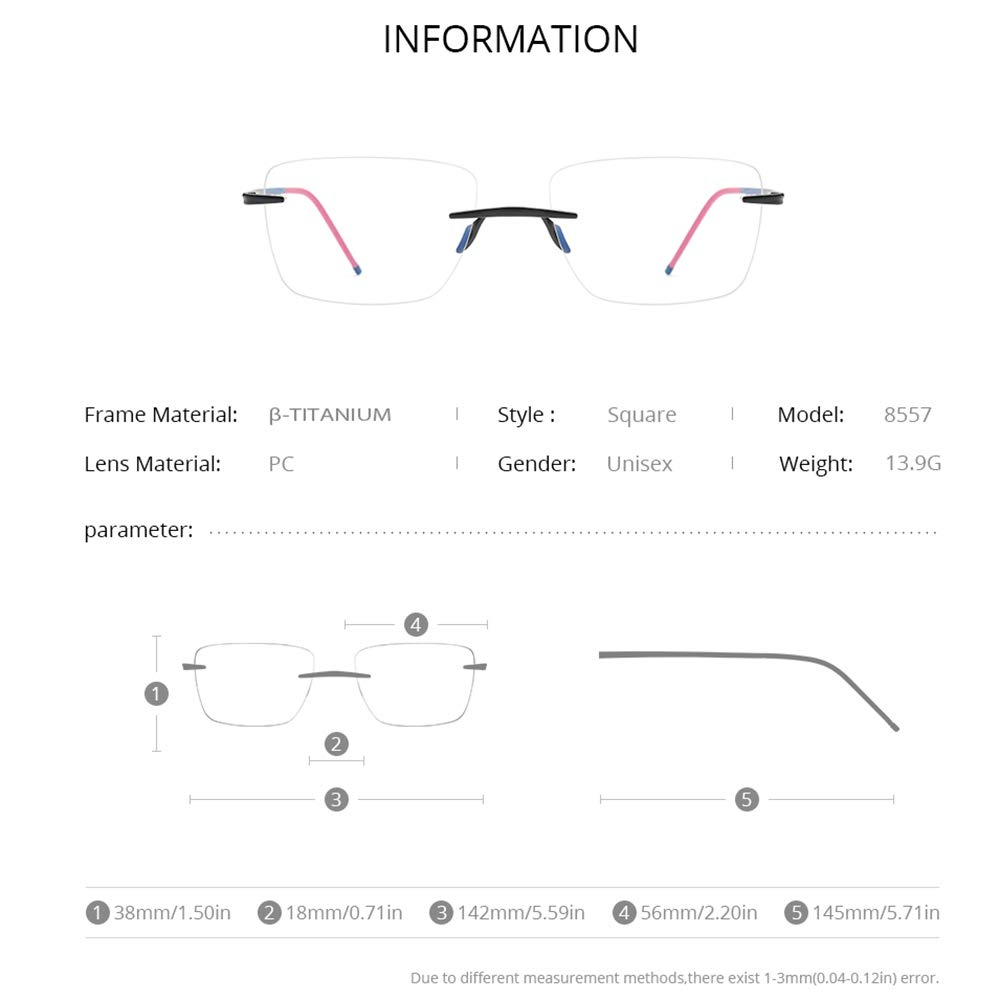 INFORMATION
Frame Material: β-TITANIUM | Style : Square | Model: 8557
Lens Material: PC | Gender: Unisex | Weight: 13.9G
parameter:
4
1
2
3 5
1 38mm/1.50in 2 18mm/0.71in 3 142mm/5.59in 4 56mm/2.20in 5 145mm/5.71in
Due to different measurement methods,there exist 1-3mm(0.04-0.12in) error.